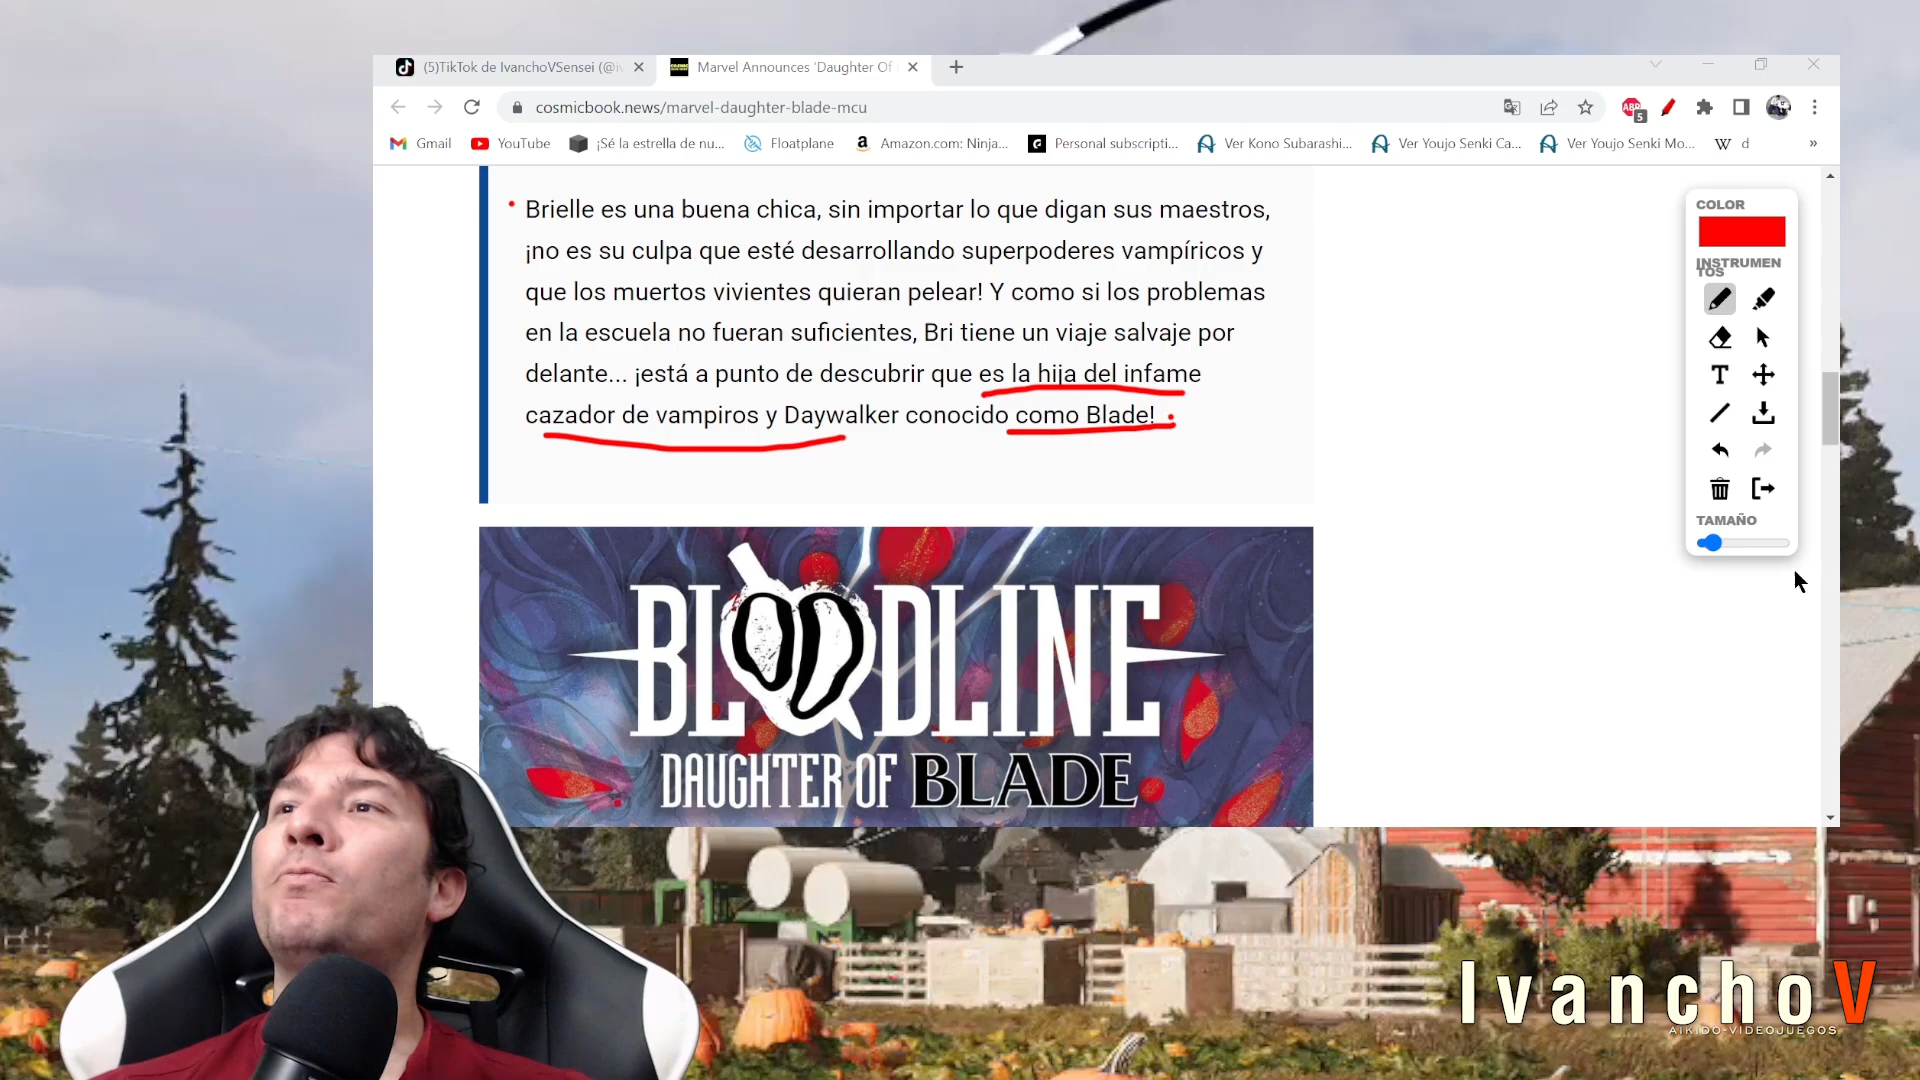 (5)TikTok de IvanchoVSensei (@iv
Marvel Announces ‘Daughter Of
cosmicbook.news/marvel-daughter-blade-mcu
ABP
5
Gmail
YouTube
¡Sé la estrella de nu...
Floatplane
Amazon.com: Ninja...
Personal subscripti...
Ver Kono Subarashi...
Ver Youjo Senki Ca...
Ver Youjo Senki Mo...
W d
»
Brielle es una buena chica, sin importar lo que digan sus maestros,
¡no es su culpa que esté desarrollando superpoderes vampíricos y
que los muertos vivientes quieran pelear! Y como si los problemas
en la escuela no fueran suficientes, Bri tiene un viaje salvaje por
delante... ¡está a punto de descubrir que es la hija del infame
cazador de vampiros y Daywalker conocido como Blade!
COLOR
INSTRUMEN
TOS
T
TAMAÑO
BLOODLINE
DAUGHTER OF BLADE
IvanchoV
AIKIDO-VIDEOJUEGOS